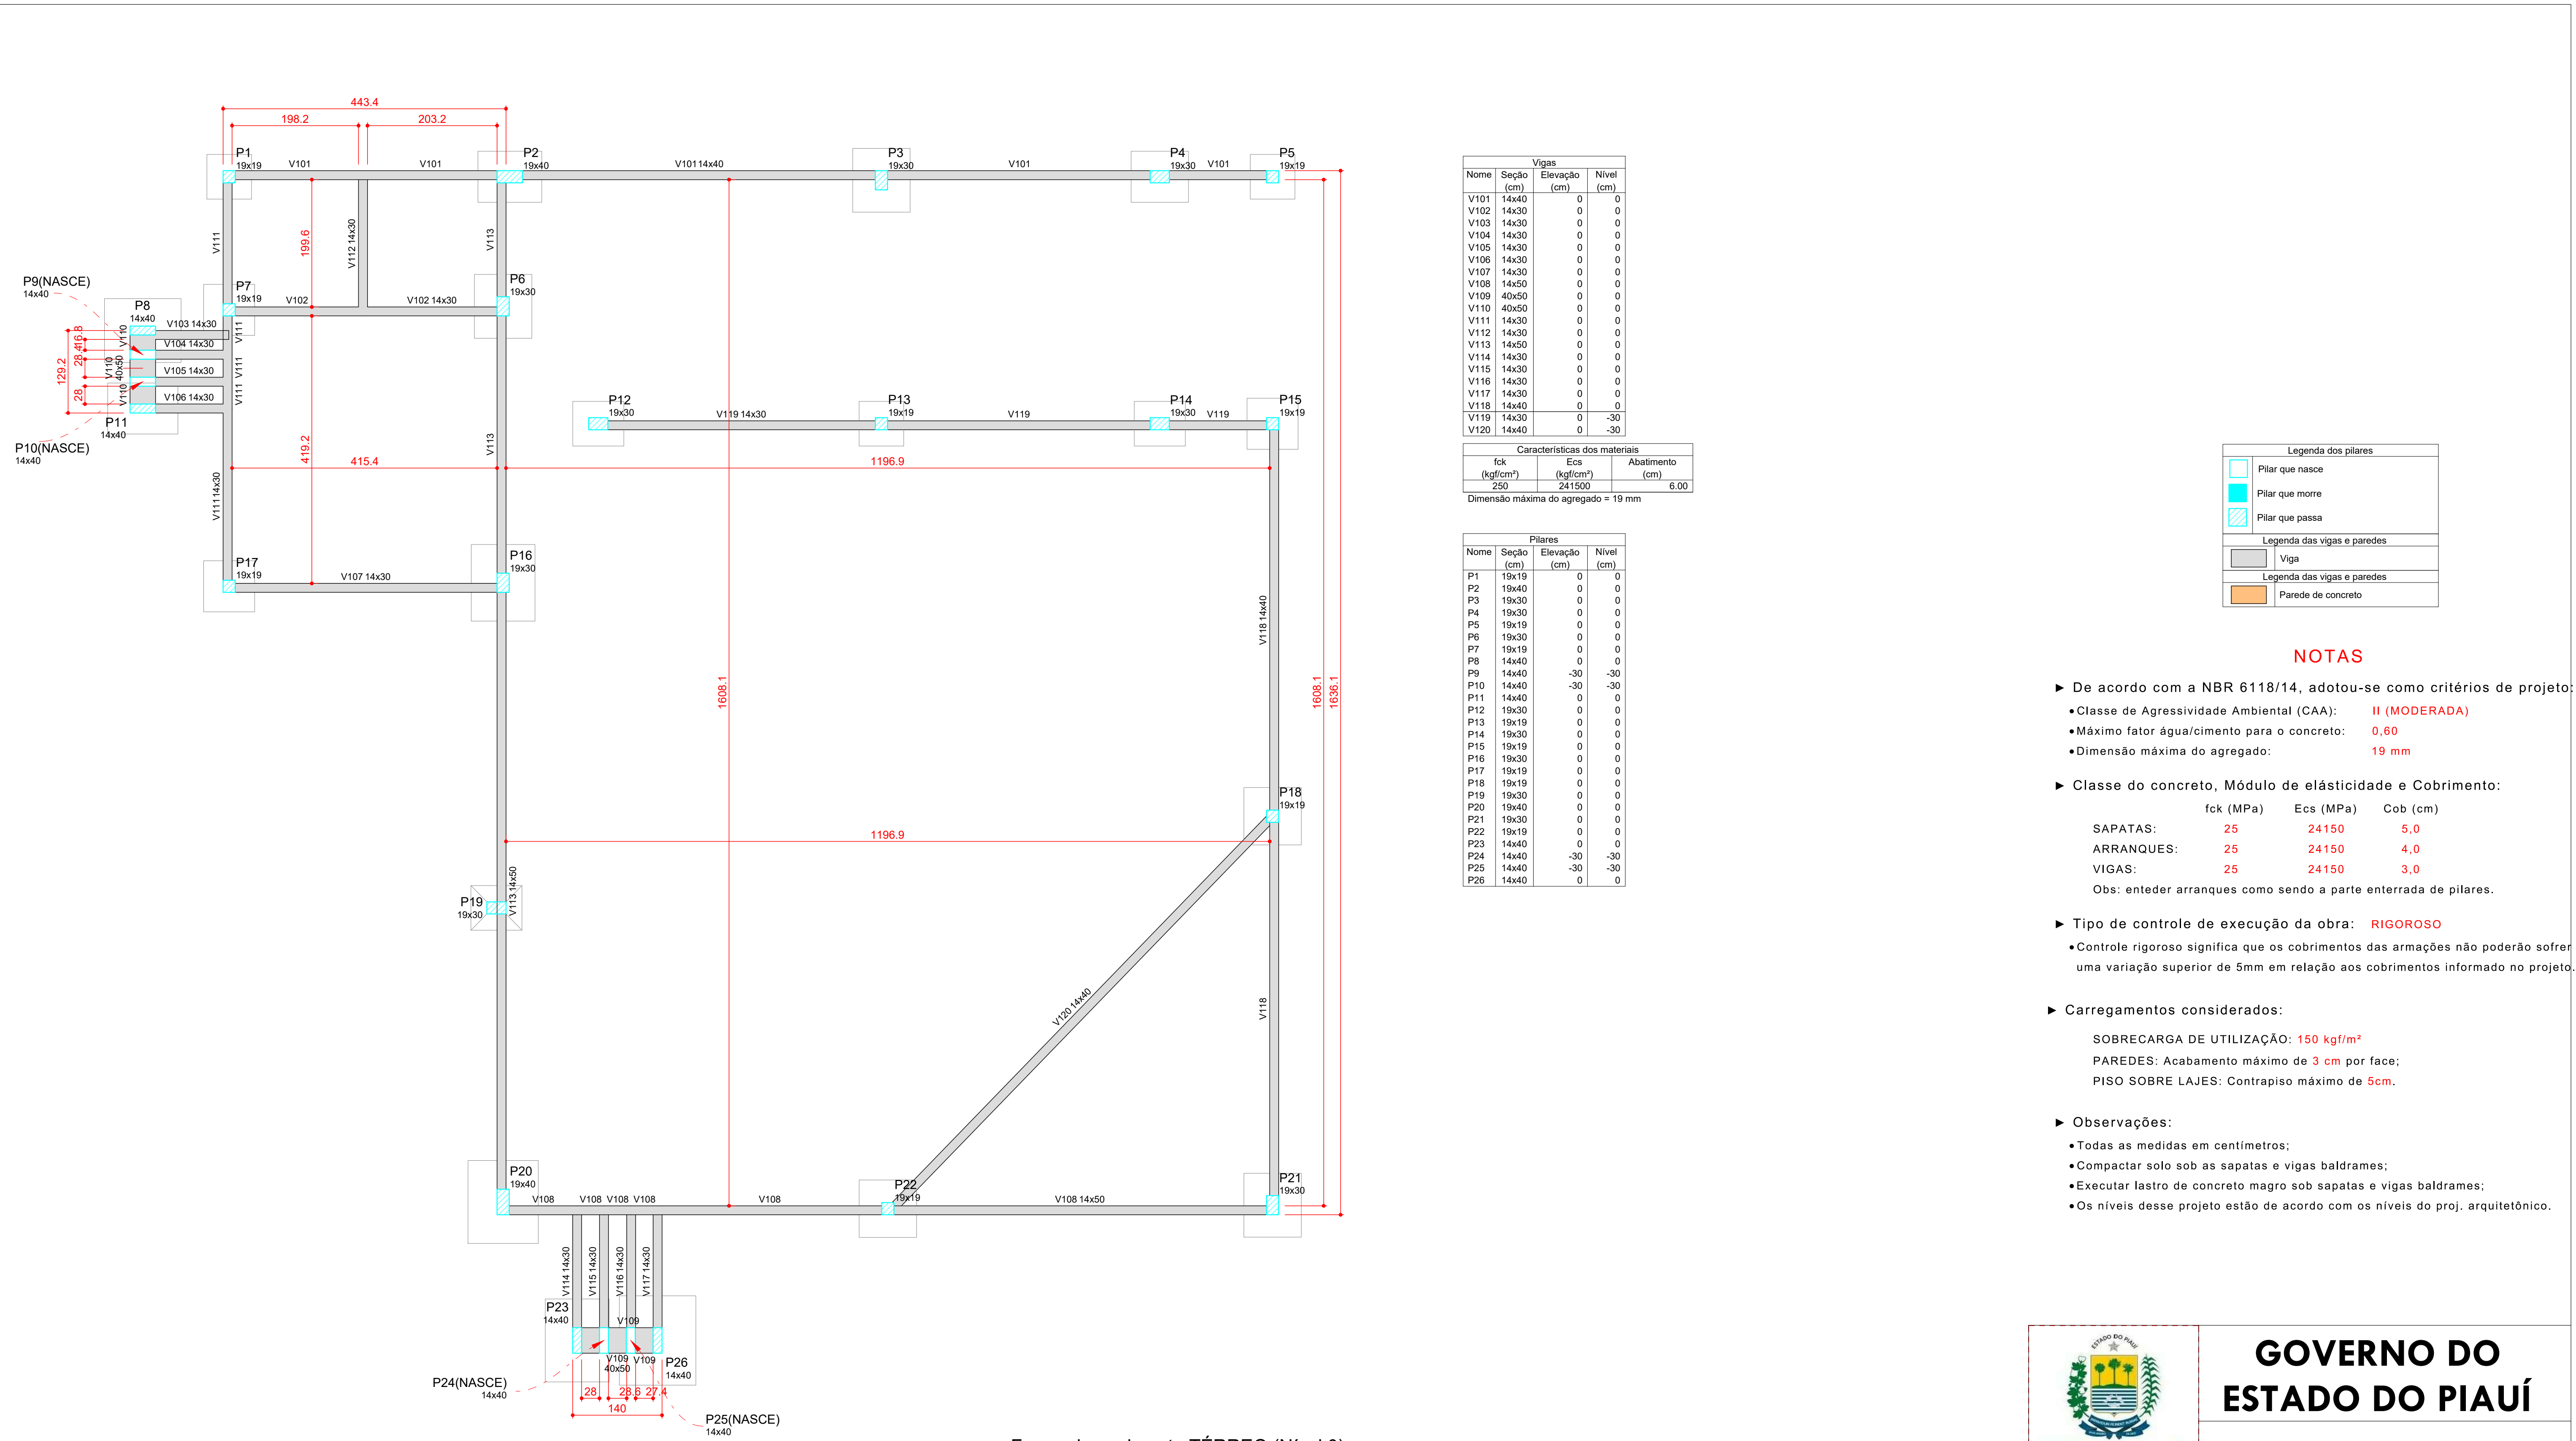 443.4
198.2 203.2
P1
19x19
V101
V101
P2
19x40
V101 14x40
P3
19x30
V101
P4
19x30
V101
P5
19x19
V111
199.6
V112 14x30
V113
P9(NASCE)
14x40
P8
14x40
P7
19x19
V102
V102 14x30
P6
19x30
V103 14x30
V104 14x30
V105 14x30
V106 14x30
V110
V110
40x50
V110
V111
V111
V111
16.8
28.4
28
129.2
P11
14x40
P10(NASCE)
14x40
419.2
415.4
V113
V111 14x30
P12
19x30
V119 14x30
P13
19x19
V119
P14
19x30
V119
P15
19x19
1196.9
P17
19x19
V107 14x30
P16
19x30
V118 14x40
1608.1
1608.1
1636.1
P18
19x19
1196.9
P19
19x30
V113 14x50
V120 14x40
V118
P20
19x40
V108
V108
V108
V108
V108
P22
19x19
V108 14x50
P21
19x30
V114 14x30
V115 14x30
V116 14x30
V117 14x30
P23
14x40
V109
V109
40x50
V109
P26
14x40
P24(NASCE)
14x40
28 28.6 27.4
140
P25(NASCE)
14x40
Vigas
Nome Seção Elevação Nível
(cm) (cm) (cm)
V101 14x40 0 0
V102 14x30 0 0
V103 14x30 0 0
V104 14x30 0 0
V105 14x30 0 0
V106 14x30 0 0
V107 14x30 0 0
V108 14x50 0 0
V109 40x50 0 0
V110 40x50 0 0
V111 14x30 0 0
V112 14x30 0 0
V113 14x50 0 0
V114 14x30 0 0
V115 14x30 0 0
V116 14x30 0 0
V117 14x30 0 0
V118 14x40 0 0
V119 14x30 0 -30
V120 14x40 0 -30
Características dos materiais
fck Ecs Abatimento
(kgf/cm²) (kgf/cm²) (cm)
250 241500 6.00
Dimensão máxima do agregado = 19 mm
Pilares
Nome Seção Elevação Nível
(cm) (cm) (cm)
P1 19x19 0 0
P2 19x40 0 0
P3 19x30 0 0
P4 19x30 0 0
P5 19x19 0 0
P6 19x30 0 0
P7 19x19 0 0
P8 14x40 0 0
P9 14x40 -30 -30
P10 14x40 -30 -30
P11 14x40 0 0
P12 19x30 0 0
P13 19x19 0 0
P14 19x30 0 0
P15 19x19 0 0
P16 19x30 0 0
P17 19x19 0 0
P18 19x19 0 0
P19 19x30 0 0
P20 19x40 0 0
P21 19x30 0 0
P22 19x19 0 0
P23 14x40 0 0
P24 14x40 -30 -30
P25 14x40 -30 -30
P26 14x40 0 0
Legenda dos pilares
Pilar que nasce
Pilar que morre
Pilar que passa
Legenda das vigas e paredes
Viga
Legenda das vigas e paredes
Parede de concreto
NOTAS
► De acordo com a NBR 6118/14, adotou-se como critérios de projeto:
• Classe de Agressividade Ambiental (CAA): II (MODERADA)
• Máximo fator água/cimento para o concreto: 0,60
• Dimensão máxima do agregado: 19 mm
► Classe do concreto, Módulo de elásticidade e Cobrimento:
fck (MPa) Ecs (MPa) Cob (cm)
SAPATAS: 25 24150 5,0
ARRANQUES: 25 24150 4,0
VIGAS: 25 24150 3,0
Obs: enteder arranques como sendo a parte enterrada de pilares.
► Tipo de controle de execução da obra: RIGOROSO
• Controle rigoroso significa que os cobrimentos das armações não poderão sofrer
uma variação superior de 5mm em relação aos cobrimentos informado no projeto.
► Carregamentos considerados:
SOBRECARGA DE UTILIZAÇÃO: 150 kgf/m²
PAREDES: Acabamento máximo de 3 cm por face;
PISO SOBRE LAJES: Contrapiso máximo de 5cm.
► Observações:
• Todas as medidas em centímetros;
• Compactar solo sob as sapatas e vigas baldrames;
• Executar lastro de concreto magro sob sapatas e vigas baldrames;
• Os níveis desse projeto estão de acordo com os níveis do proj. arquitetônico.
ESTADO DO PIAUÍ
GOVERNO DO
ESTADO DO PIAUÍ